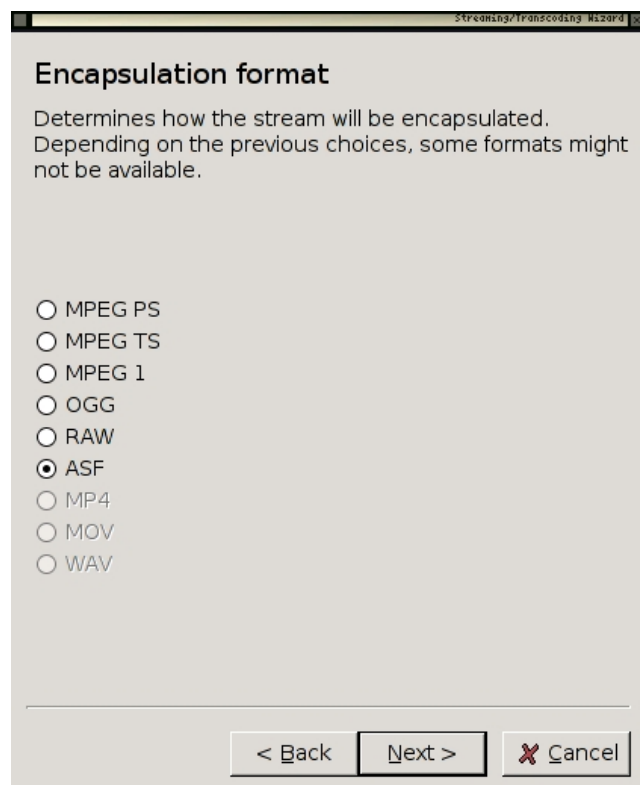 Streaming/Transcoding Wizard
Encapsulation format
Determines how the stream will be encapsulated.
Depending on the previous choices, some formats might
not be available.
MPEG PS
MPEG TS
MPEG 1
OGG
RAW
ASF
MP4
MOV
WAV
< Back
Next >
Cancel